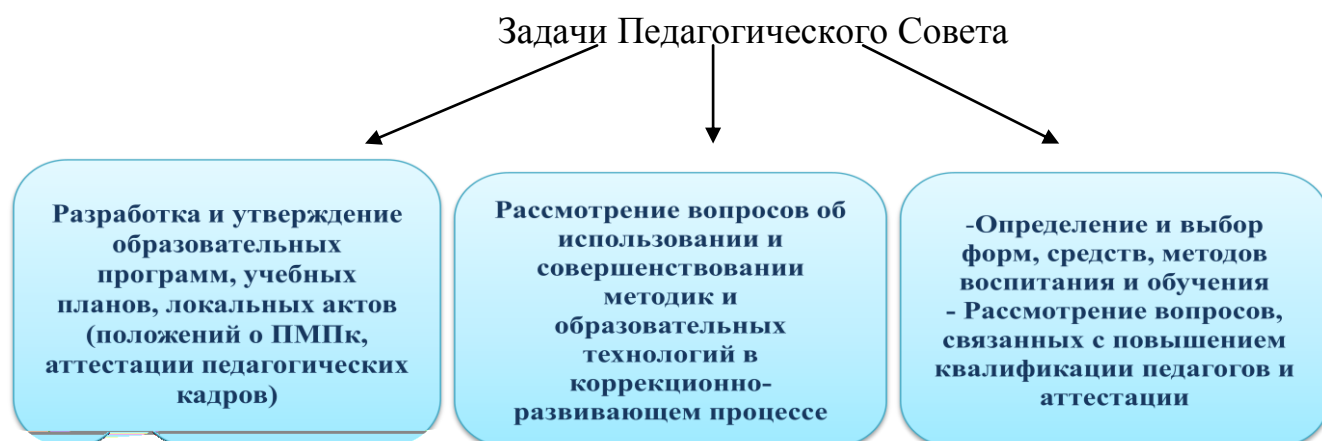 Задачи Педагогического Совета
Разработка и утверждение
образовательных
программ, учебных
планов, локальных актов
(положений о ПМПк,
аттестации педагогических
кадров)
Рассмотрение вопросов об
использовании и
совершенствовании
методик и
образовательных
технологий в
коррекционно-
развивающем процессе
-Определение и выбор
форм, средств, методов
воспитания и обучения
- Рассмотрение вопросов,
связанных с повышением
квалификации педагогов и
аттестации